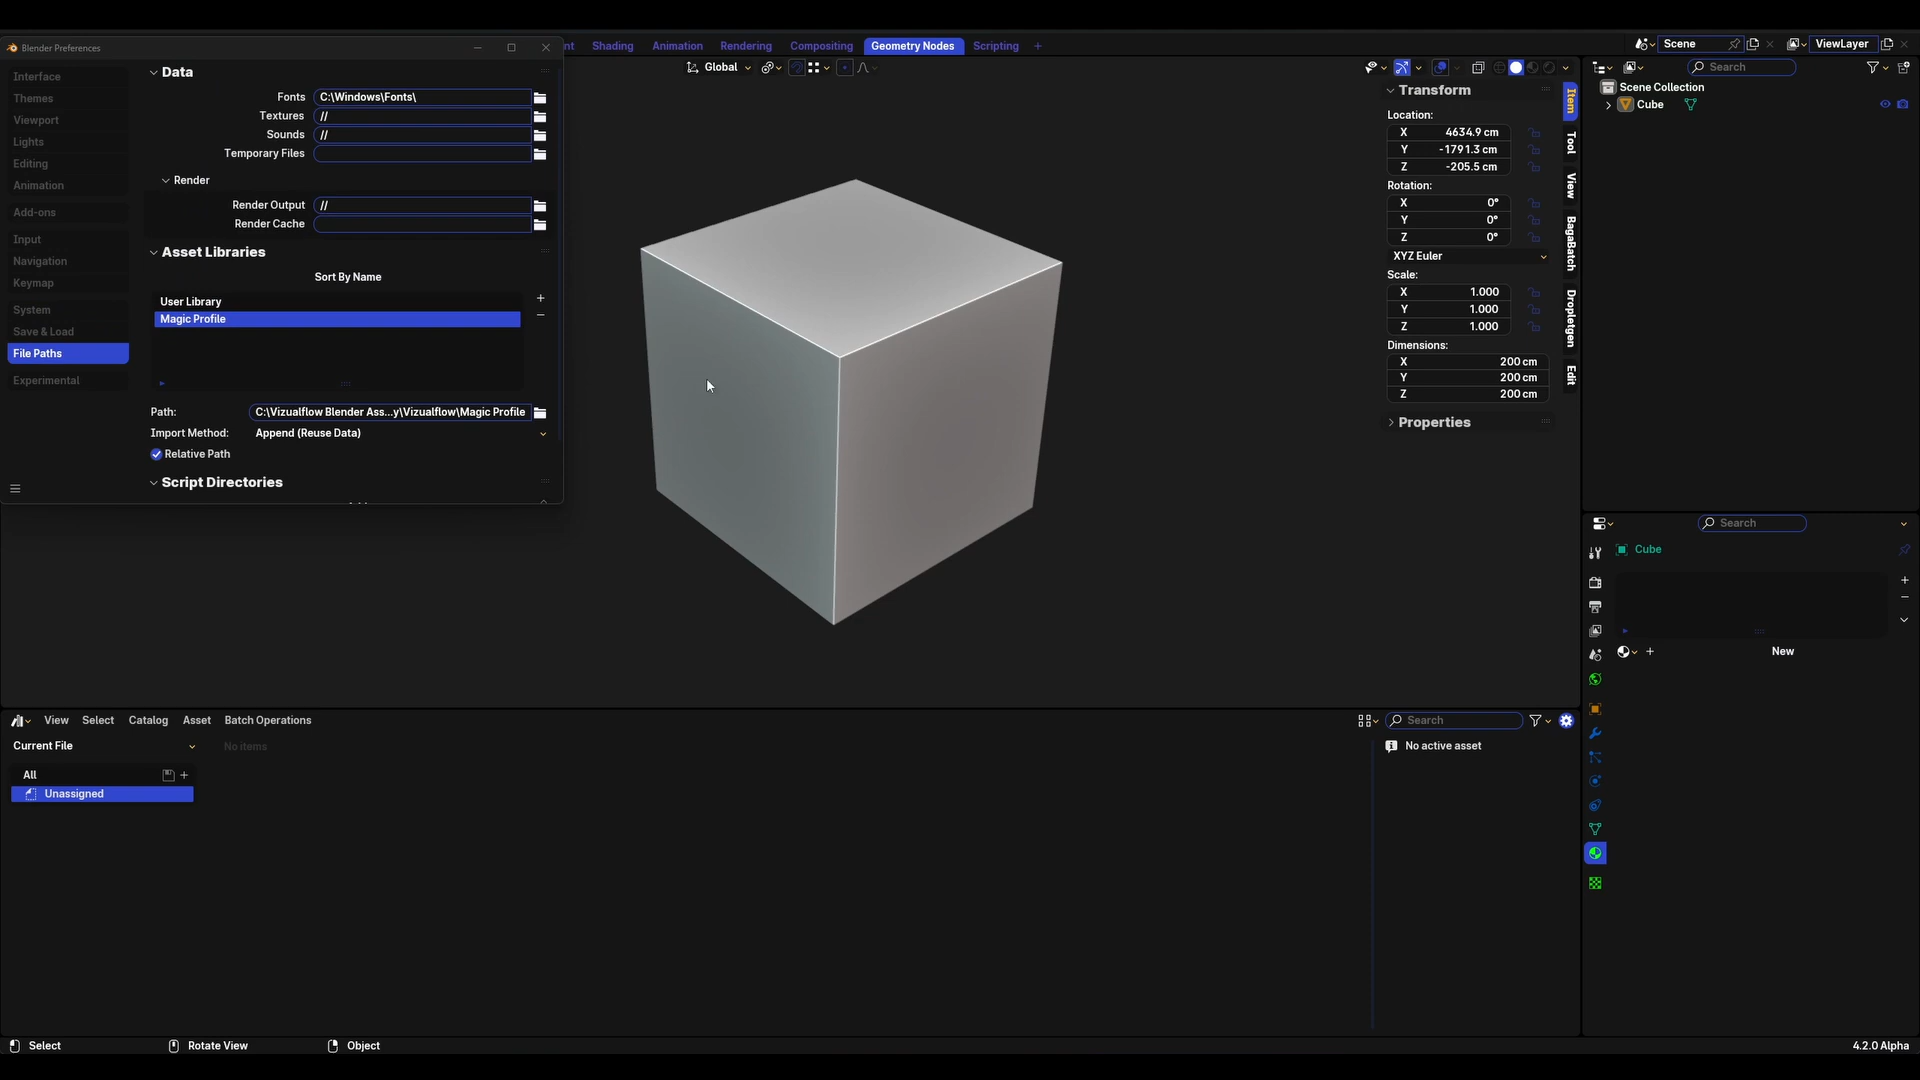 Blender Preferences
nt
Shading
Animation
Rendering
Compositing
Geometry Nodes
Scripting
Scene
ViewLayer
Interface
Themes
Viewport
Lights
Editing
Animation
Add-ons
Input
Navigation
Keymap
System
Save & Load
File Paths
Experimental
Data
Fonts C:\Windows\Fonts\
Textures //
Sounds //
Temporary Files
Render
Render Output //
Render Cache
Asset Libraries
Sort By Name
User Library
Magic Profile
Path: C:\Vizualflow Blender Ass...y\Vizualflow\Magic Profile
Import Method: Append (Reuse Data)
Relative Path
Script Directories
Global
Transform
Location:
X 4634.9 cm
Y -1791.3 cm
Z -205.5 cm
Rotation:
X 0°
Y 0°
Z 0°
XYZ Euler
Scale:
X 1.000
Y 1.000
Z 1.000
Dimensions:
X 200 cm
Y 200 cm
Z 200 cm
Properties
Item
Tool
View
BagaBatch
Dropletgen
Edit
Search
Scene Collection
Cube
Search
Cube
New
View Select Catalog Asset Batch Operations
Search
Current File
No items
No active asset
All
Unassigned
Select
Rotate View
Object
4.2.0 Alpha